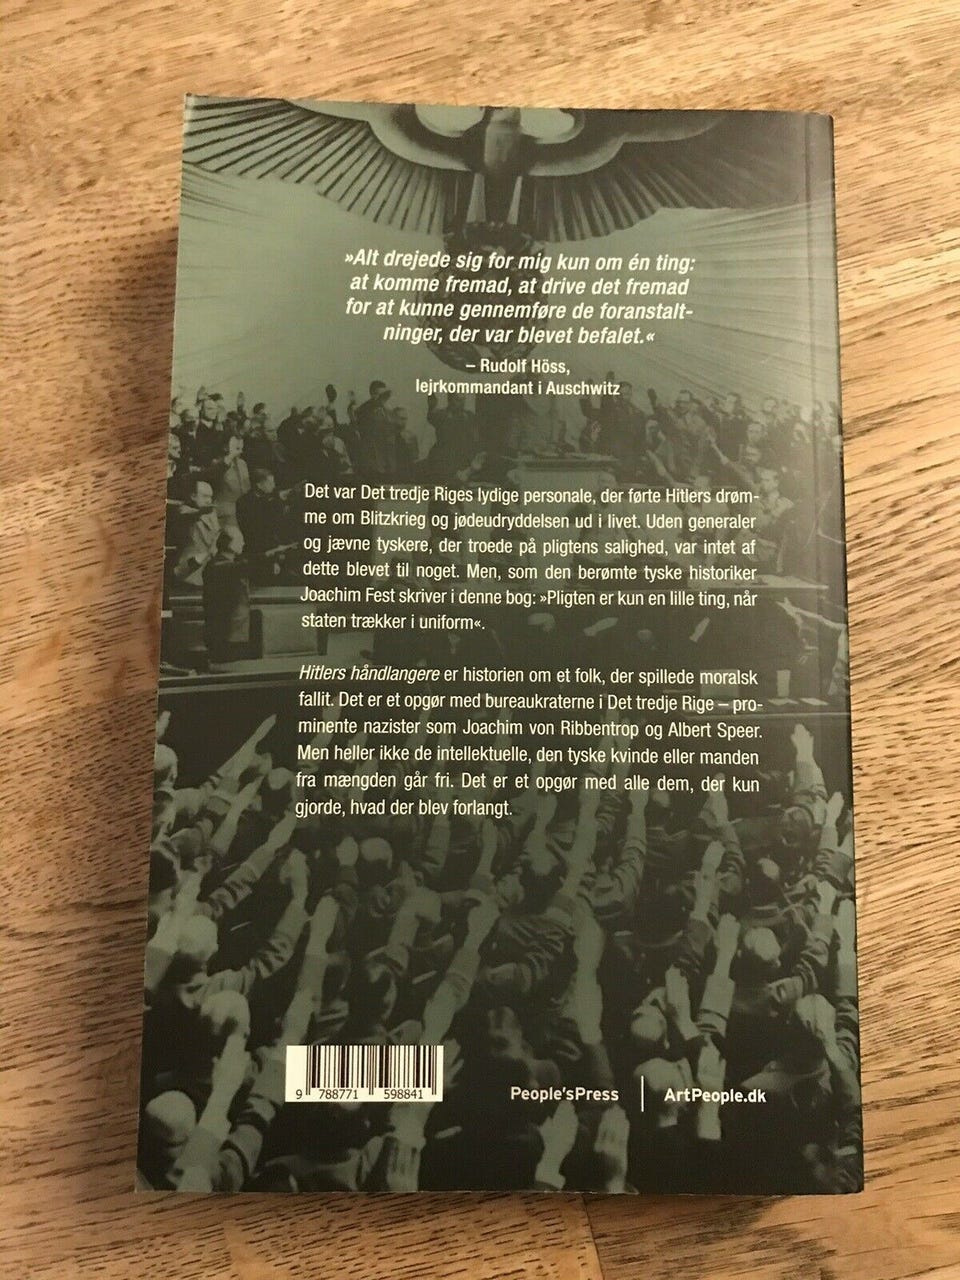 »Alt drejede sig for mig kun om én ting:
at komme fremad, at drive det fremad
for at kunne gennemføre de foranstalt-
ninger, der var blevet befalet.«
– Rudolf Höss,
lejrkommandant i Auschwitz
Det var Det tredje Riges lydige personale, der førte Hitlers drøm-
me om Blitzkrieg og jødeudryddelsen ud i livet. Uden generaler
og jævne tyskere, der troede på pligtens salighed, var intet af
dette blevet til noget. Men, som den berømte tyske historiker
Joachim Fest skriver i denne bog: »Pligten er kun en lille ting, når
staten trækker i uniform«.
Hitlers håndlangere er historien om et folk, der spillede moralsk
fallit. Det er et opgør med bureaukraterne i Det tredje Rige – pro-
minente nazister som Joachim von Ribbentrop og Albert Speer.
Men heller ikke de intellektuelle, den tyske kvinde eller manden
fra mængden går fri. Det er et opgør med alle dem, der kun
gjorde, hvad der blev forlangt.
9 788771 598841
People'sPress | ArtPeople.dk